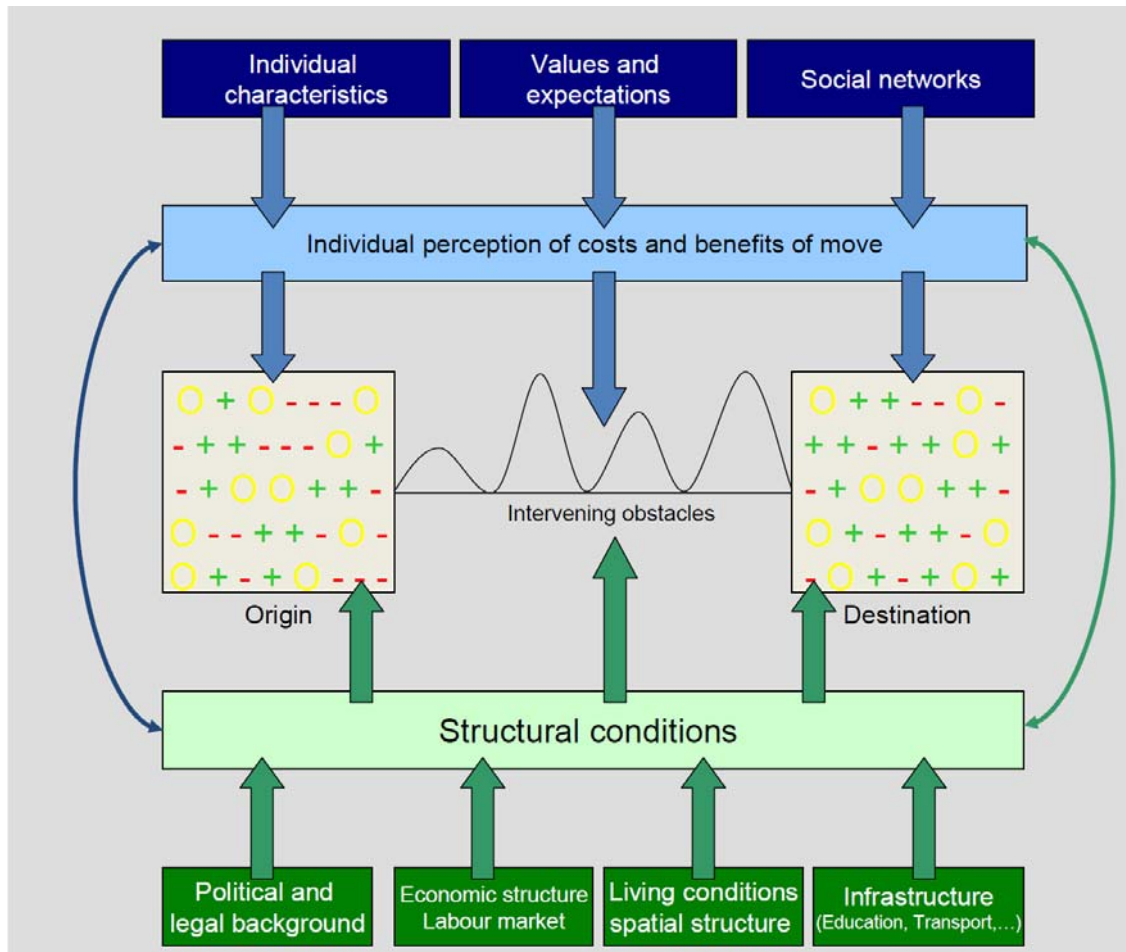 Individual
characteristics
Values and
expectations
Social networks
Individual perception of costs and benefits of move
O + O - - - O
- + + - - - O +
- + O O + + -
O - - + + - O -
O + - + O - - -
Origin
Intervening obstacles
O + + - - O -
+ + - + + O +
- + O O + + -
O + - + + - O
- O + - + O +
Destination
Structural conditions
Political and
legal background
Economic structure
Labour market
Living conditions
spatial structure
Infrastructure
(Education, Transport,...)